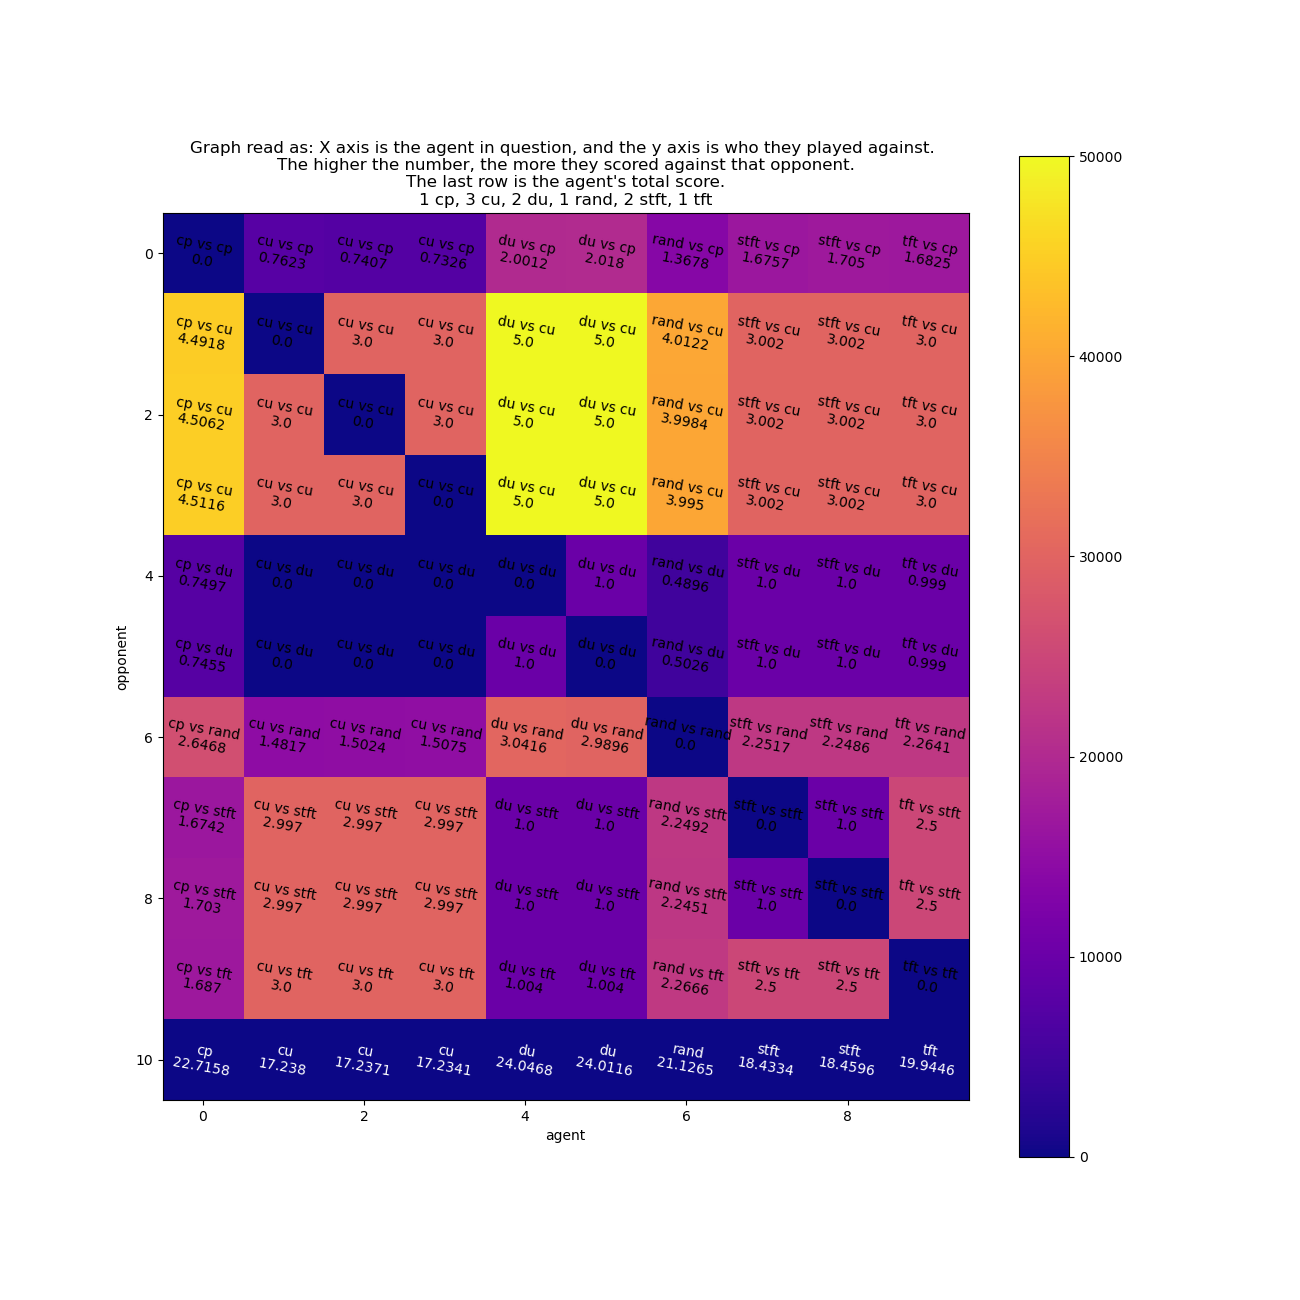 Graph read as: X axis is the agent in question, and the y axis is who they played against.
The higher the number, the more they scored against that opponent.
The last row is the agent's total score.
1 cp, 3 cu, 2 du, 1 rand, 2 stft, 1 tft
50000
40000
30000
20000
10000
0
opponent
0
2
4
6
8
10
cp vs cp
0.0
cu vs cp
0.7623
cu vs cp
0.7407
cu vs cp
0.7326
du vs cp
2.0012
du vs cp
2.018
rand vs cp
1.3678
stft vs cp
1.6757
stft vs cp
1.705
tft vs cp
1.6825
cp vs cu
4.4918
cu vs cu
0.0
cu vs cu
3.0
cu vs cu
3.0
du vs cu
5.0
du vs cu
5.0
rand vs cu
4.0122
stft vs cu
3.002
stft vs cu
3.002
tft vs cu
3.0
cp vs cu
4.5062
cu vs cu
3.0
cu vs cu
0.0
cu vs cu
3.0
du vs cu
5.0
du vs cu
5.0
rand vs cu
3.9984
stft vs cu
3.002
stft vs cu
3.002
tft vs cu
3.0
cp vs cu
4.5116
cu vs cu
3.0
cu vs cu
3.0
cu vs cu
0.0
du vs cu
5.0
du vs cu
5.0
rand vs cu
3.995
stft vs cu
3.002
stft vs cu
3.002
tft vs cu
3.0
cp vs du
0.7497
cu vs du
0.0
cu vs du
0.0
cu vs du
0.0
du vs du
0.0
du vs du
1.0
rand vs du
0.4896
stft vs du
1.0
stft vs du
1.0
tft vs du
0.999
cp vs du
0.7455
cu vs du
0.0
cu vs du
0.0
cu vs du
0.0
du vs du
1.0
du vs du
0.0
rand vs du
0.5026
stft vs du
1.0
stft vs du
1.0
tft vs du
0.999
cp vs rand
2.6468
cu vs rand
1.4817
cu vs rand
1.5024
cu vs rand
1.5075
du vs rand
3.0416
du vs rand
2.9896
rand vs rand
0.0
stft vs rand
2.2517
stft vs rand
2.2486
tft vs rand
2.2641
cp vs stft
1.6742
cu vs stft
2.997
cu vs stft
2.997
cu vs stft
2.997
du vs stft
1.0
du vs stft
1.0
rand vs stft
2.2492
stft vs stft
0.0
stft vs stft
1.0
tft vs stft
2.5
cp vs stft
1.703
cu vs stft
2.997
cu vs stft
2.997
cu vs stft
2.997
du vs stft
1.0
du vs stft
1.0
rand vs stft
2.2451
stft vs stft
1.0
stft vs stft
0.0
tft vs stft
2.5
cp vs tft
1.687
cu vs tft
3.0
cu vs tft
3.0
cu vs tft
3.0
du vs tft
1.004
du vs tft
1.004
rand vs tft
2.2666
stft vs tft
2.5
stft vs tft
2.5
tft vs tft
0.0
cp
22.7158
cu
17.238
cu
17.2371
cu
17.2341
du
24.0468
du
24.0116
rand
21.1265
stft
18.4334
stft
18.4596
tft
19.9446
0
2
4
6
8
agent